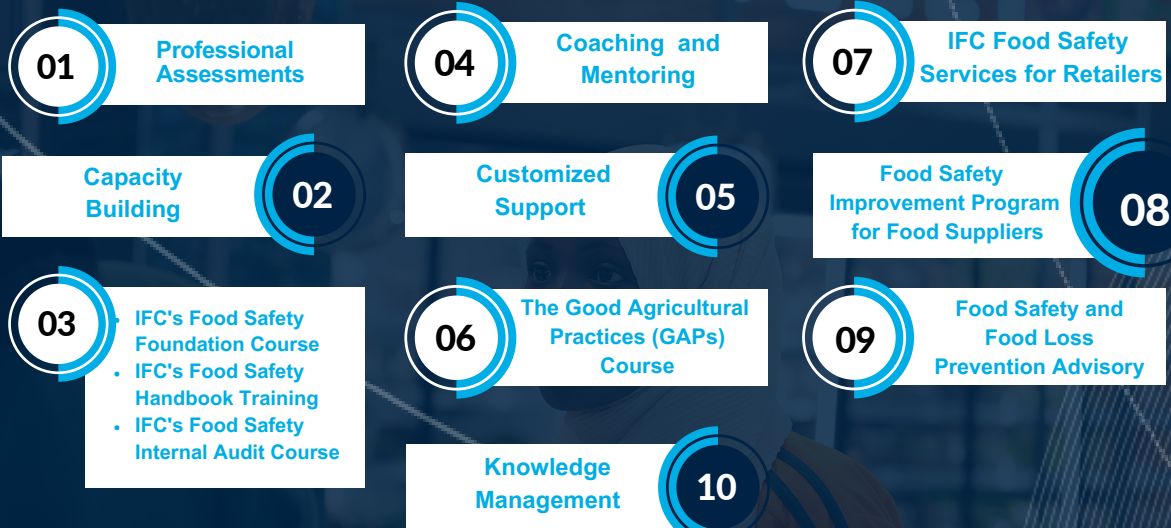 01
Professional
Assessments
Capacity
Building
02
03
• IFC's Food Safety
Foundation Course
• IFC's Food Safety
Handbook Training
• IFC's Food Safety
Internal Audit Course
04
Coaching and
Mentoring
Customized
Support
05
06
The Good Agricultural
Practices (GAPs)
Course
07
IFC Food Safety
Services for Retailers
Food Safety
Improvement Program
for Food Suppliers
08
09
Food Safety and
Food Loss
Prevention Advisory
Knowledge
Management
10